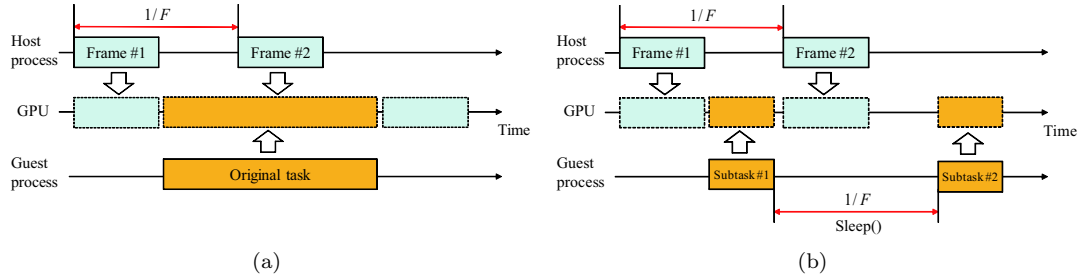 1/F
Host
process
Frame #1
Frame #2
GPU
Time
Guest
process
Original task
(a)
1/F
Host
process
Frame #1
Frame #2
GPU
Time
Guest
process
Subtask #1
Subtask #2
1/F
Sleep()
(b)